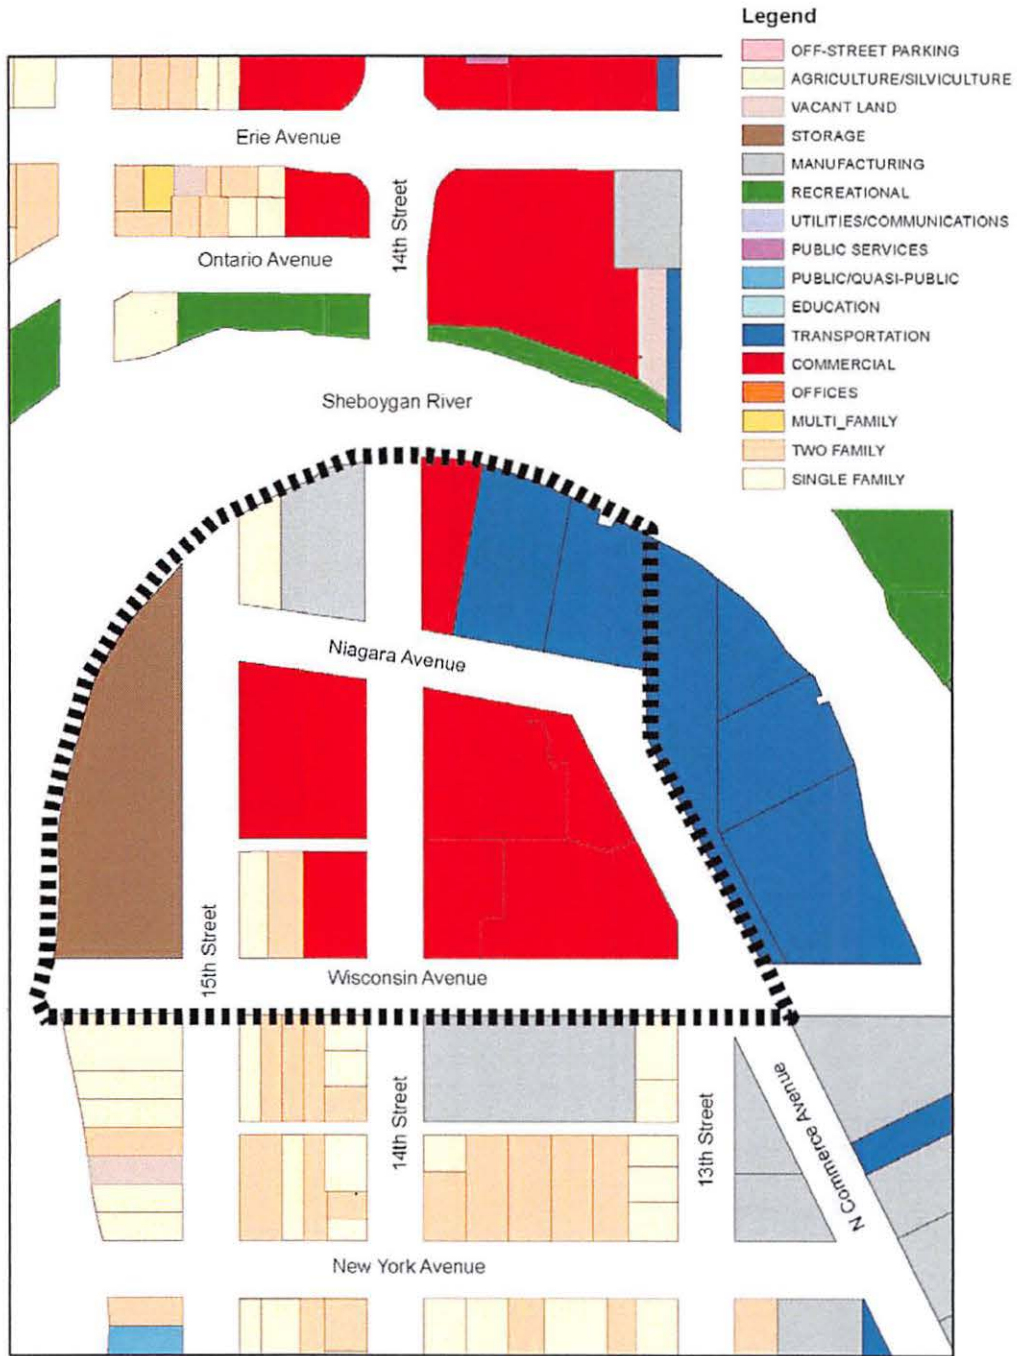 Legend
OFF-STREET PARKING
AGRICULTURE/SILVICULTURE
VACANT LAND
STORAGE
MANUFACTURING
RECREATIONAL
UTILITIES/COMMUNICATIONS
PUBLIC SERVICES
PUBLIC/QUASI-PUBLIC
EDUCATION
TRANSPORTATION
COMMERCIAL
OFFICES
MULTI_FAMILY
TWO FAMILY
SINGLE FAMILY
Erie Avenue
14th Street
Ontario Avenue
Sheboygan River
Niagara Avenue
15th Street
Wisconsin Avenue
14th Street
13th Street
N Commerce Avenue
New York Avenue